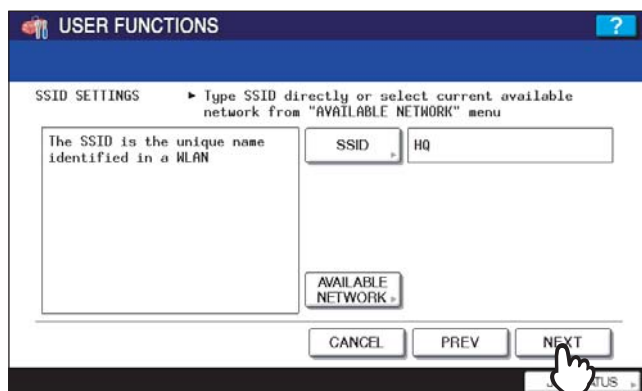 USER FUNCTIONS
?
SSID SETTINGS ► Type SSID directly or select current available
network from "AVAILABLE NETWORK" menu
The SSID is the unique name
identified in a WLAN
SSID
HQ
AVAILABLE
NETWORK
CANCEL PREV NEXT